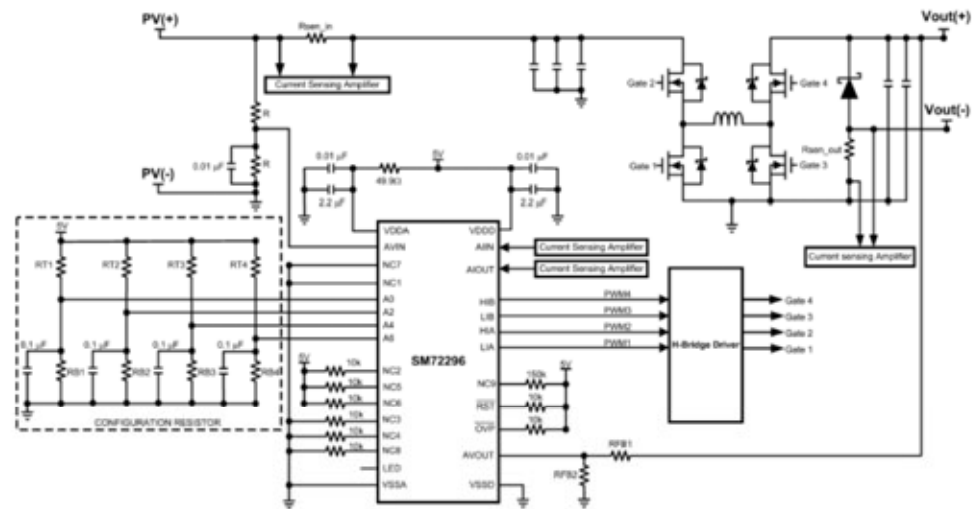 PV(+)
Rsen_in
Current Sensing Amplifier
R
0.01 µF
R
PV(-)
Vout(+)
Gate 2
Gate 4
Vout(-)
Gate 1
Gate 3
Rsen_out
Current sensing Amplifier
0.01 µF
49.9Ω
5V
0.01 µF
2.2 µF
2.2 µF
5V
RT1
RT2
RT3
RT4
0.1 µF
0.1 µF
0.1 µF
0.1 µF
RB1
RB2
RB3
RB4
CONFIGURATION RESISTOR
VDDA
AVIN
NC7
NC1
A0
A2
A4
A6
5V
10k
NC2
10k
NC5
10k
NC6
10k
NC3
10k
NC4
10k
NC8
LED
VSSA
SM72296
VDDD
AIIN
AIOUT
HIB
LIB
HIA
LIA
NC9
RST
OVP
AVOUT
VSSD
Current Sensing Amplifier
Current Sensing Amplifier
PWM4
PWM3
PWM2
PWM1
H-Bridge Driver
Gate 4
Gate 3
Gate 2
Gate 1
5V
150k
10k
10k
RFB1
RFB2